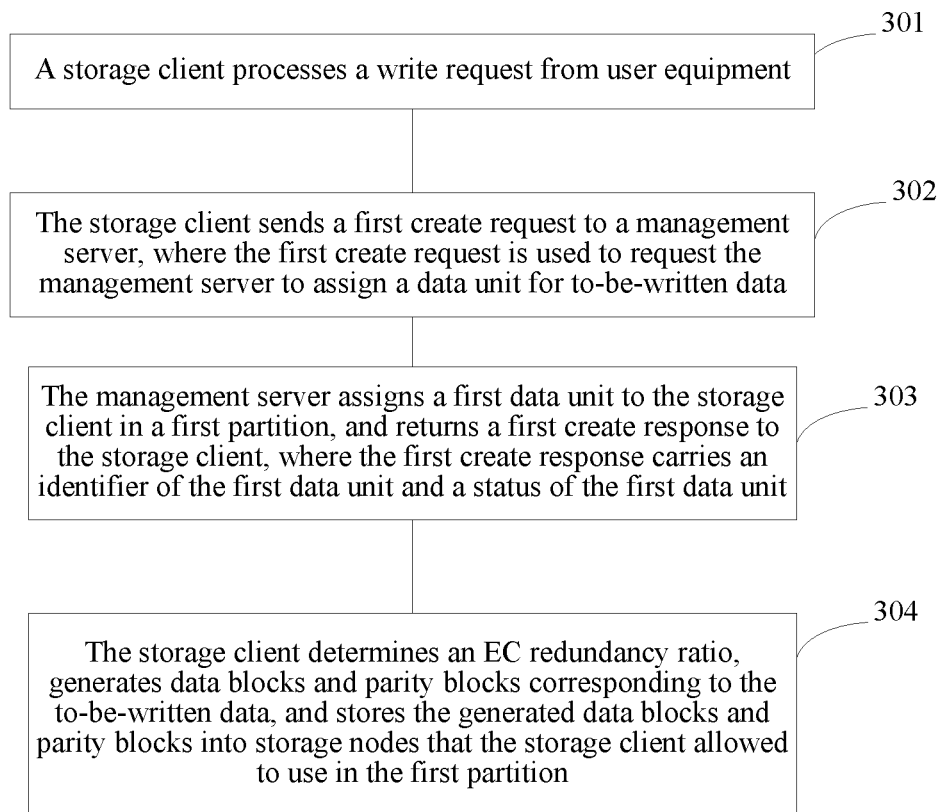 301
A storage client processes a write request from user equipment
302
The storage client sends a first create request to a management
server, where the first create request is used to request the
management server to assign a data unit for to-be-written data
303
The management server assigns a first data unit to the storage
client in a first partition, and returns a first create response to
the storage client, where the first create response carries an
identifier of the first data unit and a status of the first data unit
304
The storage client determines an EC redundancy ratio,
generates data blocks and parity blocks corresponding to the
to-be-written data, and stores the generated data blocks and
parity blocks into storage nodes that the storage client allowed
to use in the first partition